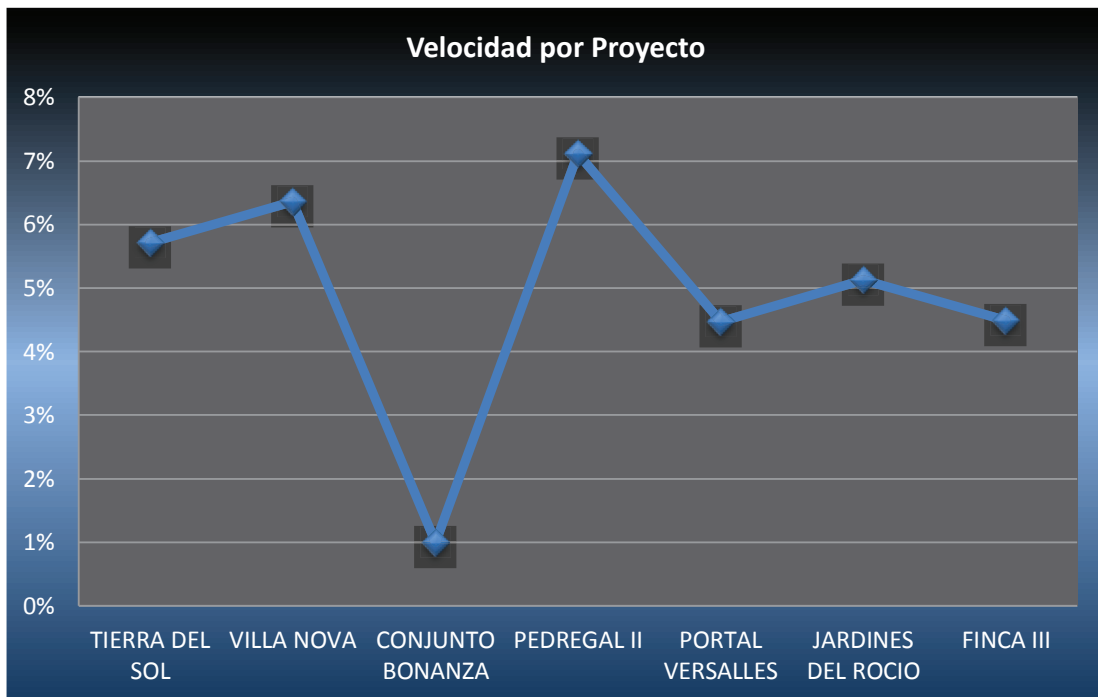 Velocidad por Proyecto
8%
7%
6%
5%
4%
3%
2%
1%
0%
TIERRA DEL SOL
VILLA NOVA
CONJUNTO BONANZA
PEDREGAL II
PORTAL VERSALLES
JARDINES DEL ROCIO
FINCA III